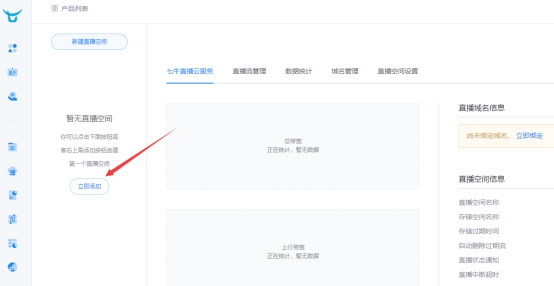 产品列表
新建直播空间
七牛直播云服务 直播流管理 数据统计 域名管理 直播空间设置
暂无直播空间
你可以点击下面按钮或
者右上角添加按钮创建
第一个直播空间
立即添加
总带宽
正在统计，暂无数据
上行带宽
正在统计，暂无数据
直播域名信息
尚未绑定域名， 立即绑定
直播空间信息
直播空间名称
存储空间名称
存储过期时间
自动删除过期流
直播状态通知
直播中断超时